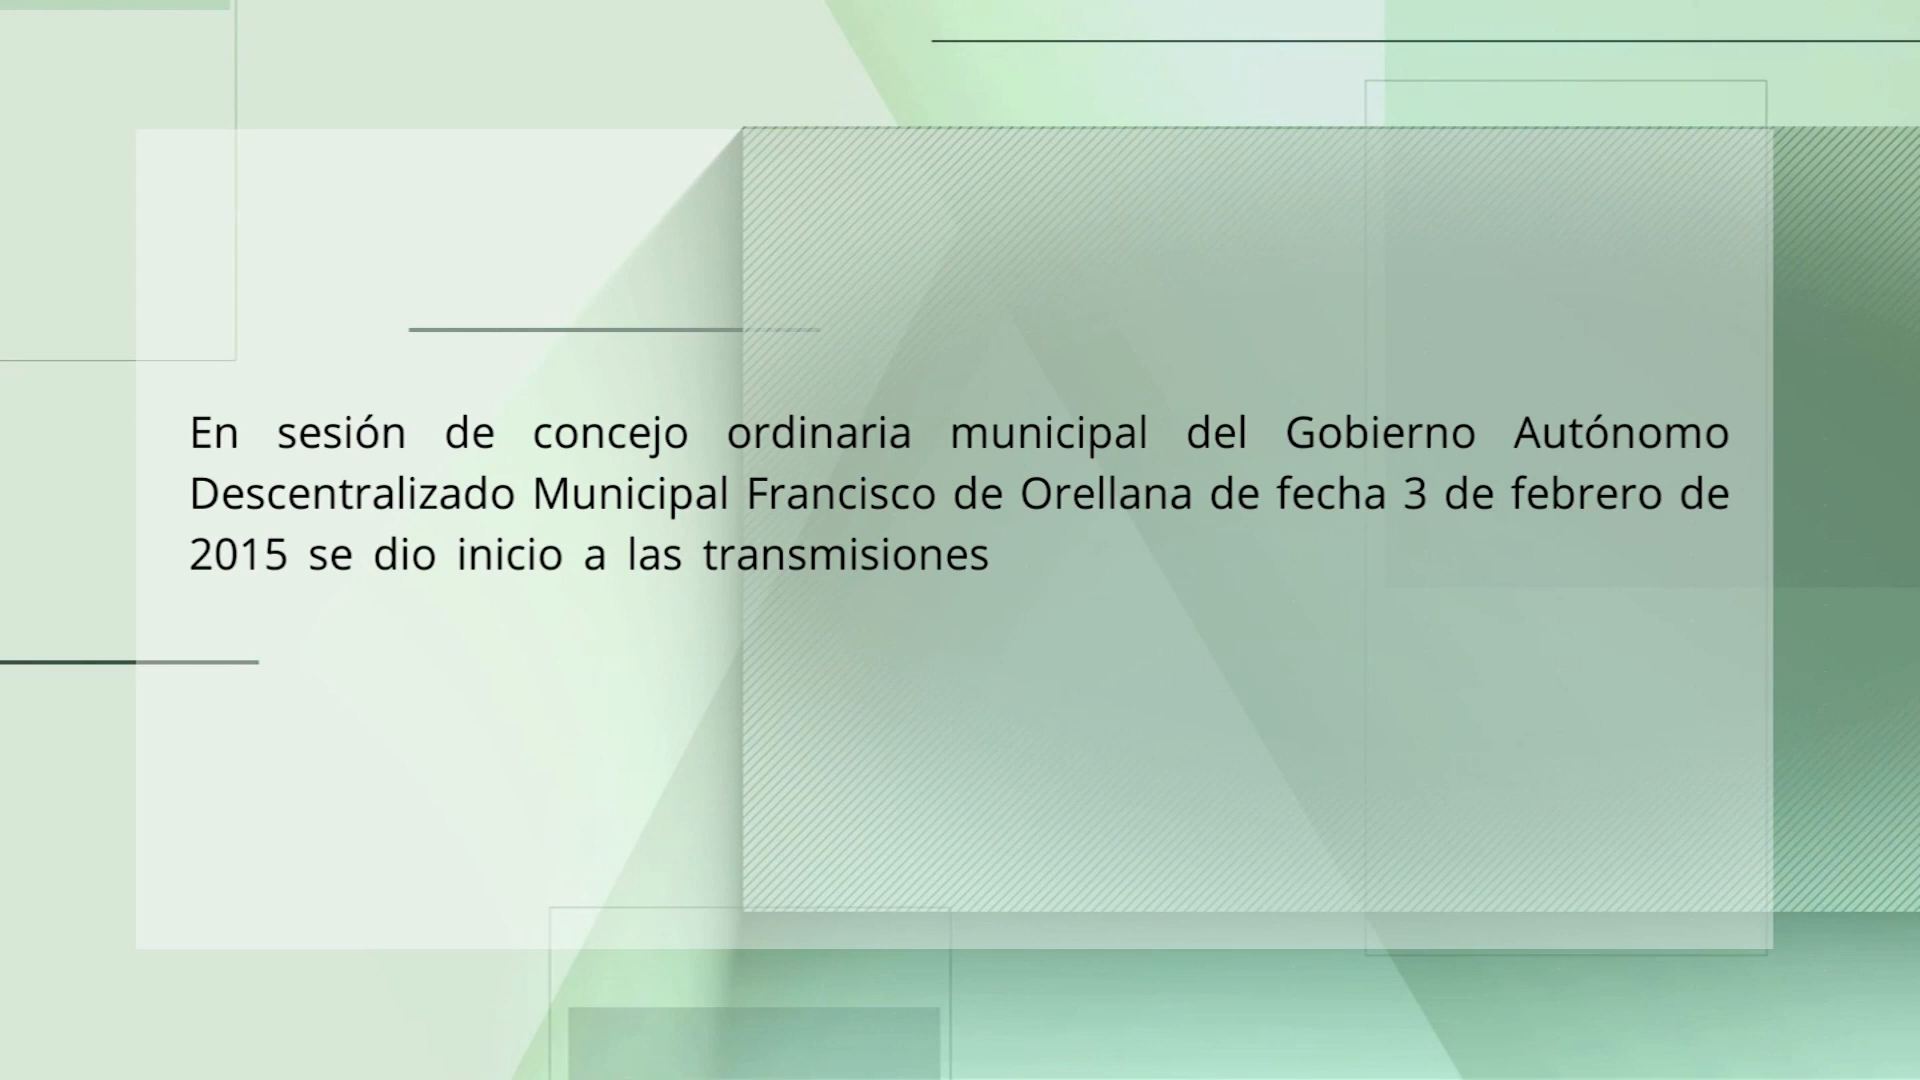 En sesión de concejo ordinaria municipal del Gobierno Autónomo
Descentralizado Municipal Francisco de Orellana de fecha 3 de febrero de
2015 se dio inicio a las transmisiones